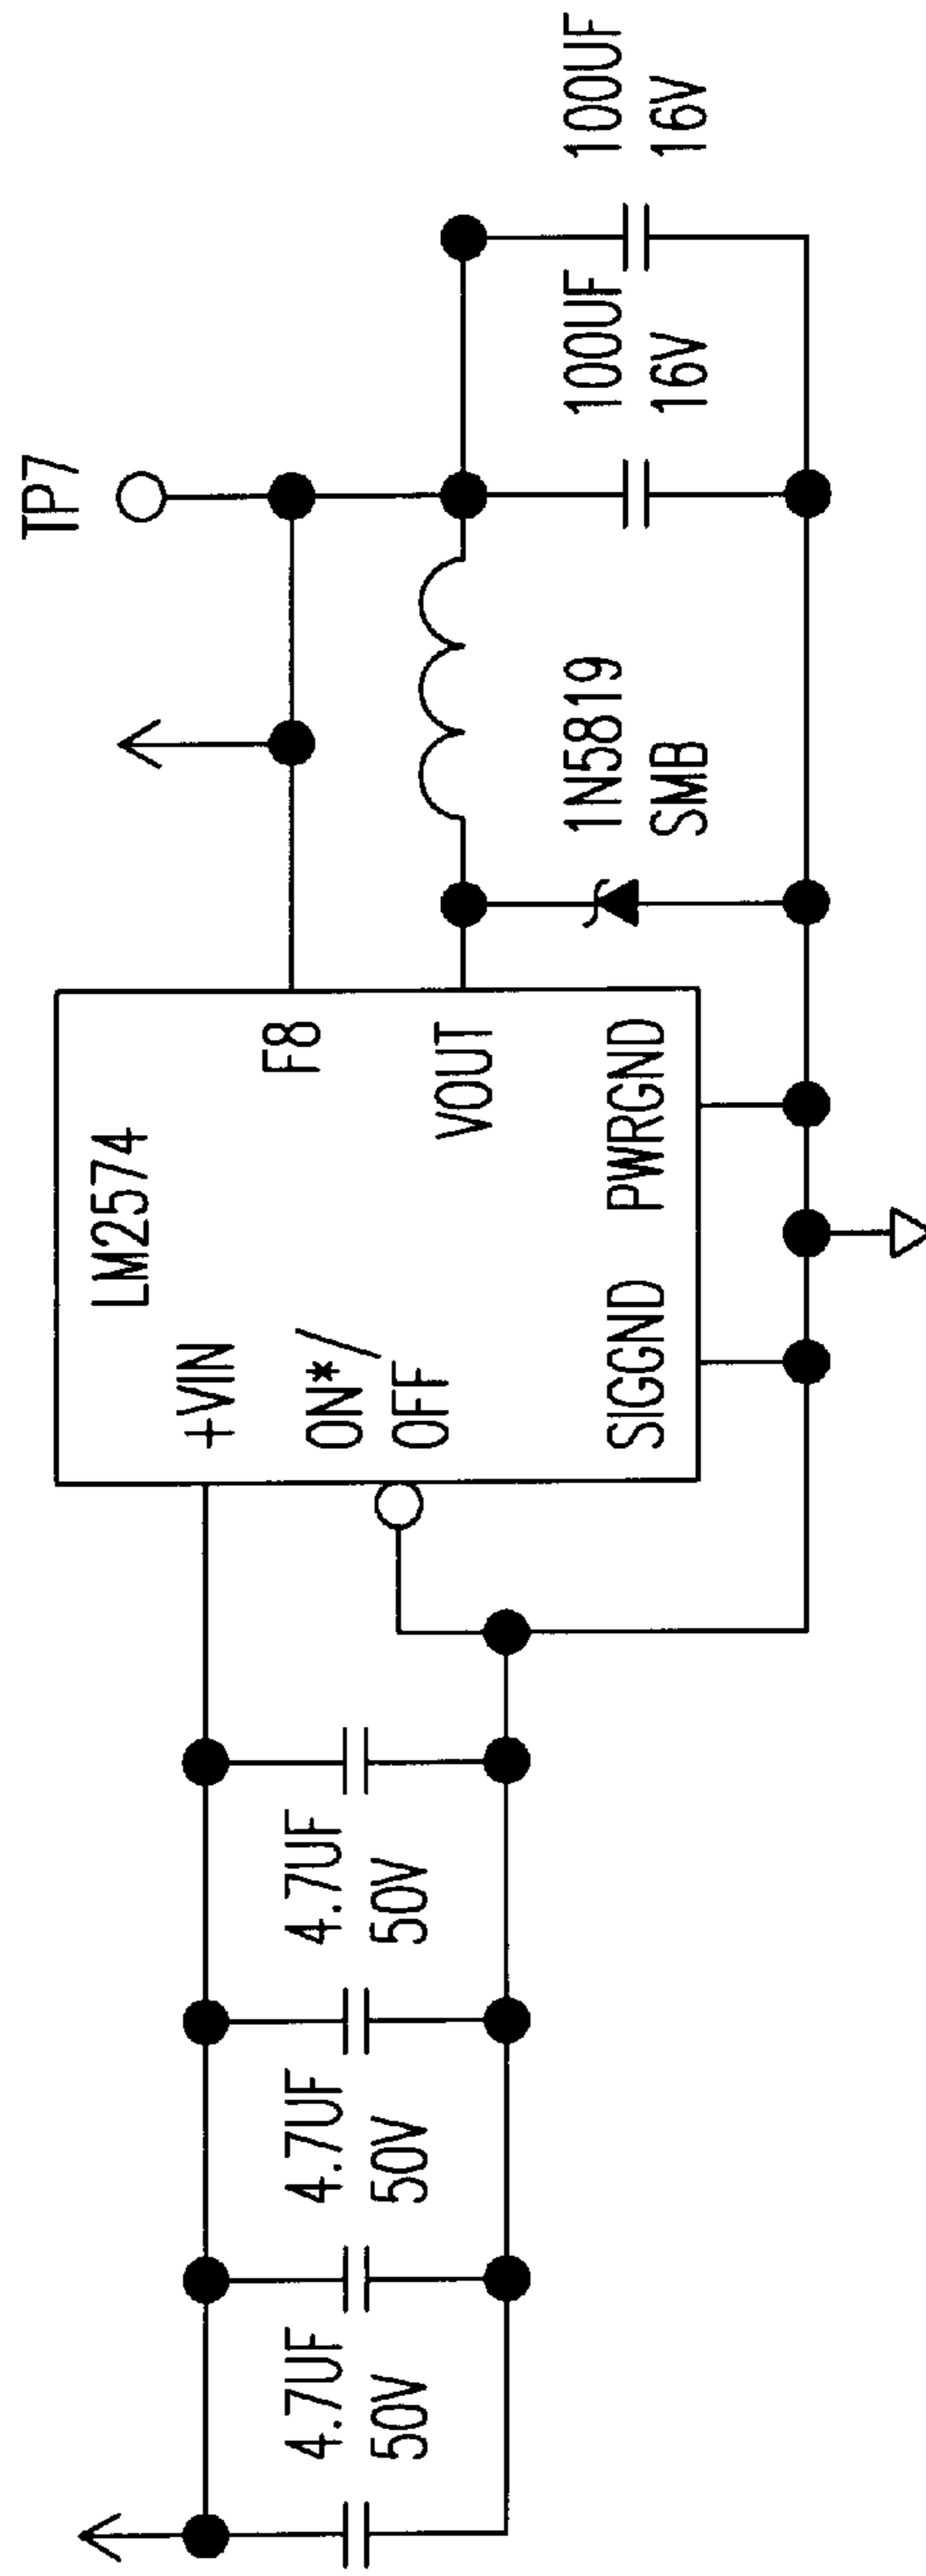 TP7
LM2574
+VIN
F8
ON*/
OFF
VOUT
SIGGND
PWRGND
4.7UF
50V
4.7UF
50V
4.7UF
50V
1N5819
SMB
100UF
16V
100UF
16V